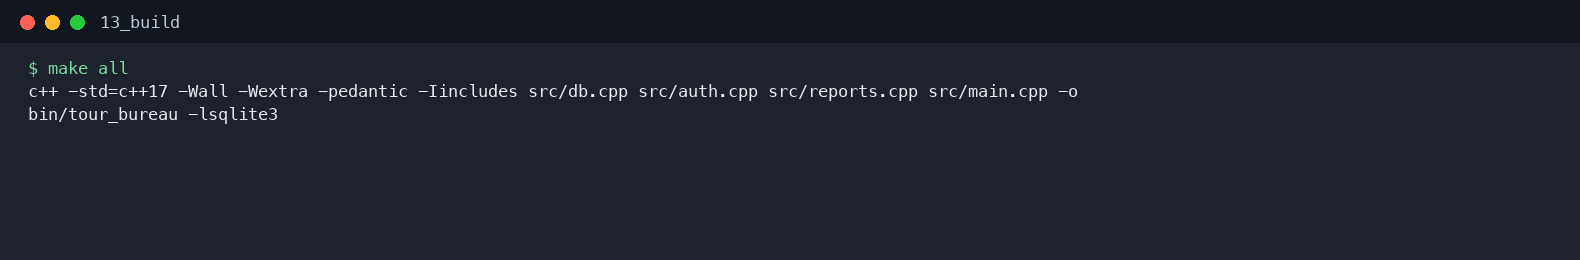 13_build
$ make all
c++ -std=c++17 -Wall -Wextra -pedantic -Iincludes src/db.cpp src/auth.cpp src/reports.cpp src/main.cpp -o
bin/tour_bureau -lsqlite3